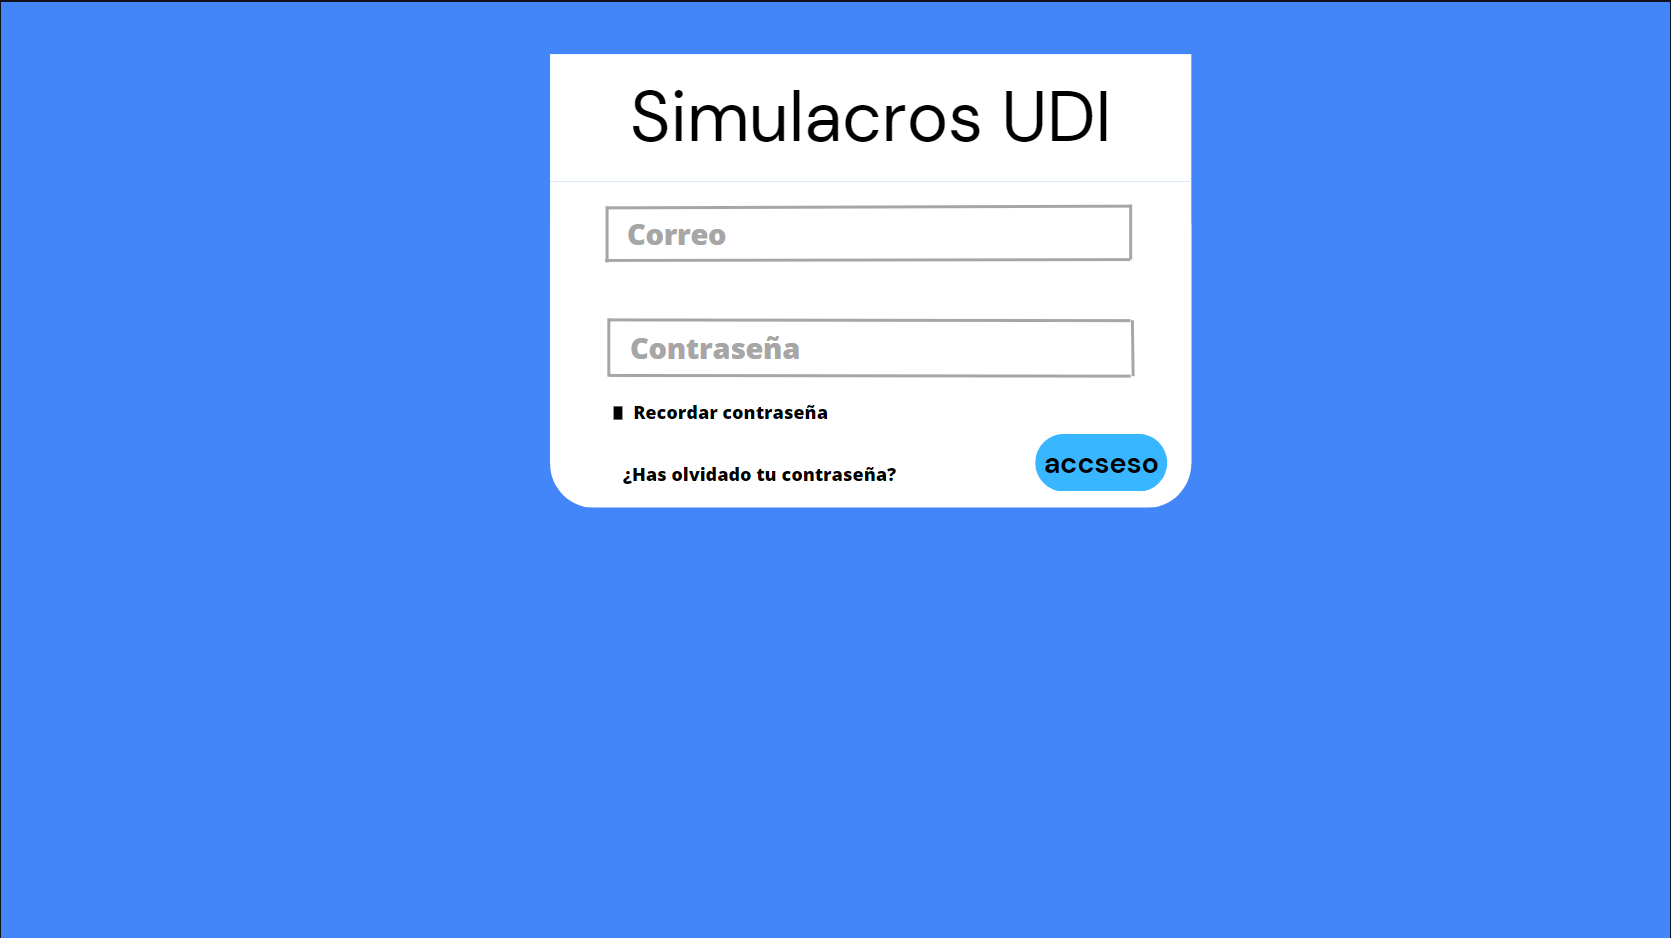 Simulacros UDI
Correo
Contraseña
Recordar contraseña
¿Has olvidado tu contraseña?
accseso